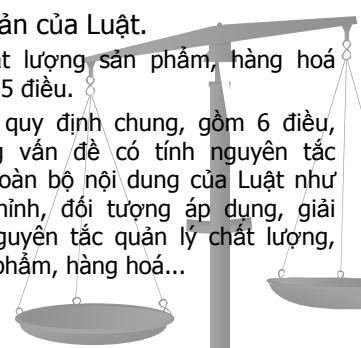 ản của Luật.
ất lượng sản phẩm, hàng hoá
5 điều.
quy định chung, gồm 6 điều,
g vấn đề có tính nguyên tắc
oàn bộ nội dung của Luật như
hỉnh, đối tượng áp dụng, giải
guyên tắc quản lý chất lượng,
phẩm, hàng hoá...